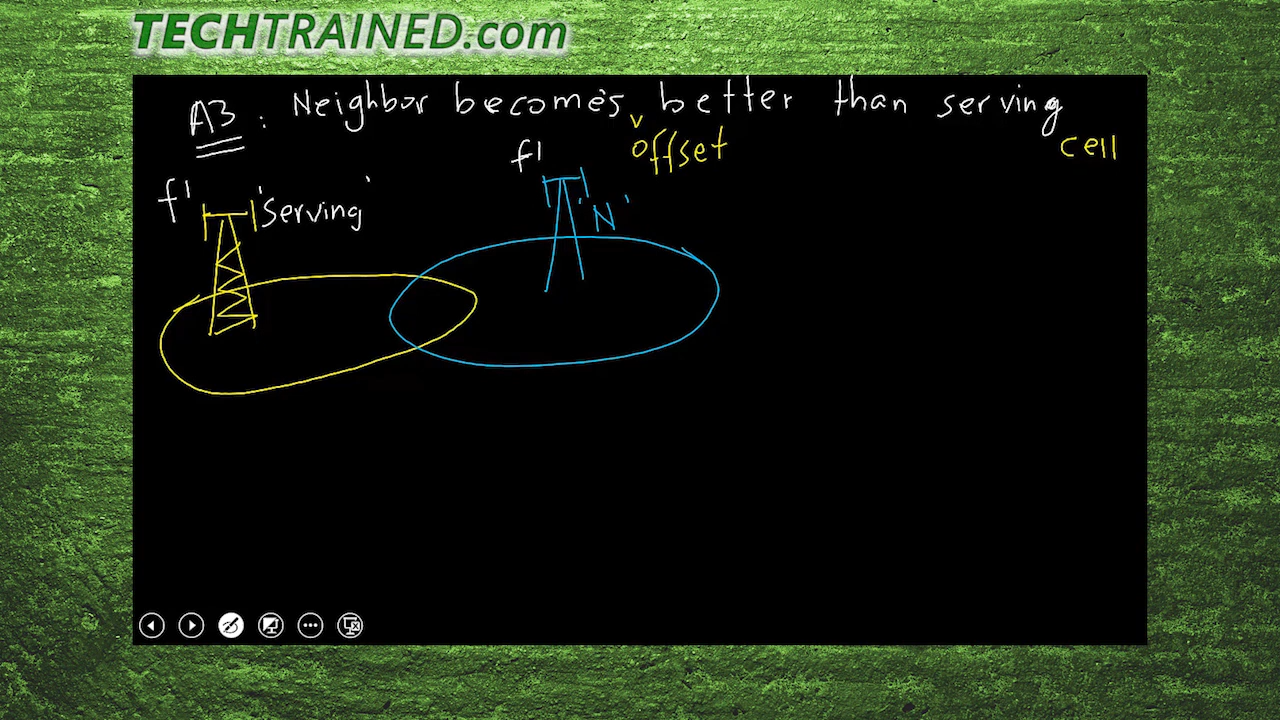 TECHTRAINED.com
A3 : Neighbor becomes offset better than serving cell
f1
f1 'Serving'
'N'